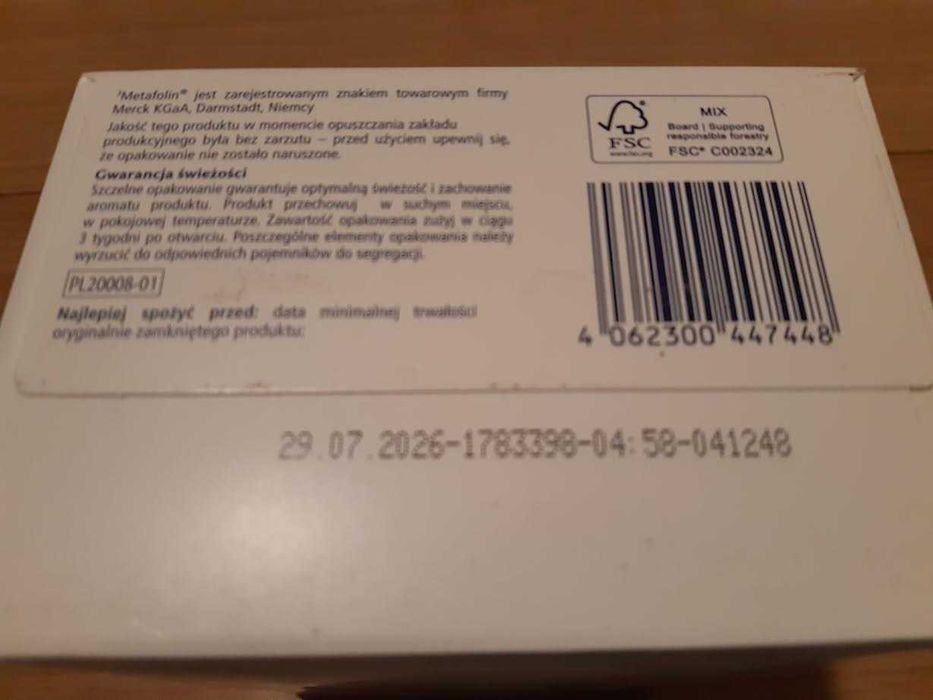 ¹Metafolin® jest zarejestrowanym znakiem towarowym firmy
Merck KGaA, Darmstadt, Niemcy
Jakość tego produktu w momencie opuszczania zakładu
produkcyjnego była bez zarzutu – przed użyciem upewnij się,
że opakowanie nie zostało naruszone.
Gwarancja świeżości
Szczelne opakowanie gwarantuje optymalną świeżość i zachowanie
aromatu produktu. Produkt przechowuj w suchym miejscu,
w pokojowej temperaturze. Zawartość opakowania zużyj w ciągu
3 tygodni po otwarciu. Poszczególne elementy opakowania należy
wyrzucić do odpowiednich pojemników do segregacji.
PL20008-01
Najlepiej spożyć przed: data minimalnej trwałości
oryginalnie zamkniętego produktu:
FSC
www.fsc.org
MIX
Board | Supporting
responsible forestry
FSC® C002324
4 062300 447448
29.07.2026-1783398-04:58-041248